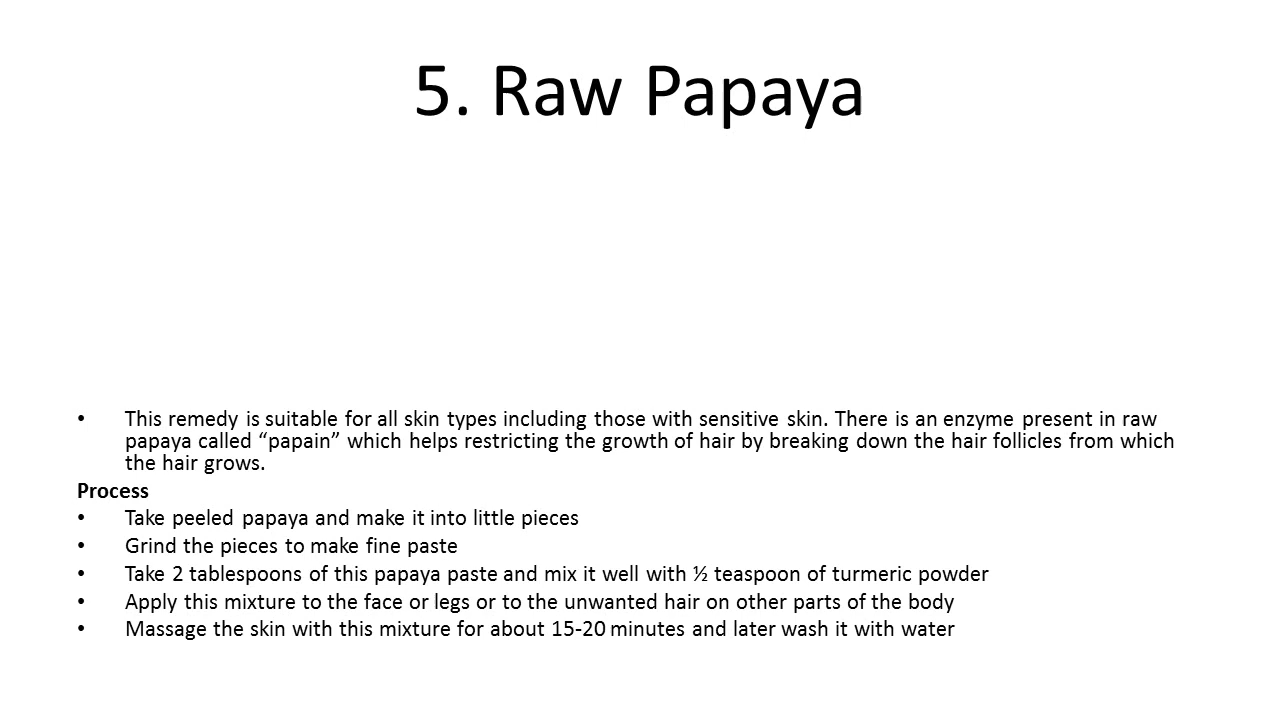 5. Raw Papaya
• This remedy is suitable for all skin types including those with sensitive skin. There is an enzyme present in raw
papaya called “papain” which helps restricting the growth of hair by breaking down the hair follicles from which
the hair grows.
Process
• Take peeled papaya and make it into little pieces
• Grind the pieces to make fine paste
• Take 2 tablespoons of this papaya paste and mix it well with ½ teaspoon of turmeric powder
• Apply this mixture to the face or legs or to the unwanted hair on other parts of the body
• Massage the skin with this mixture for about 15-20 minutes and later wash it with water